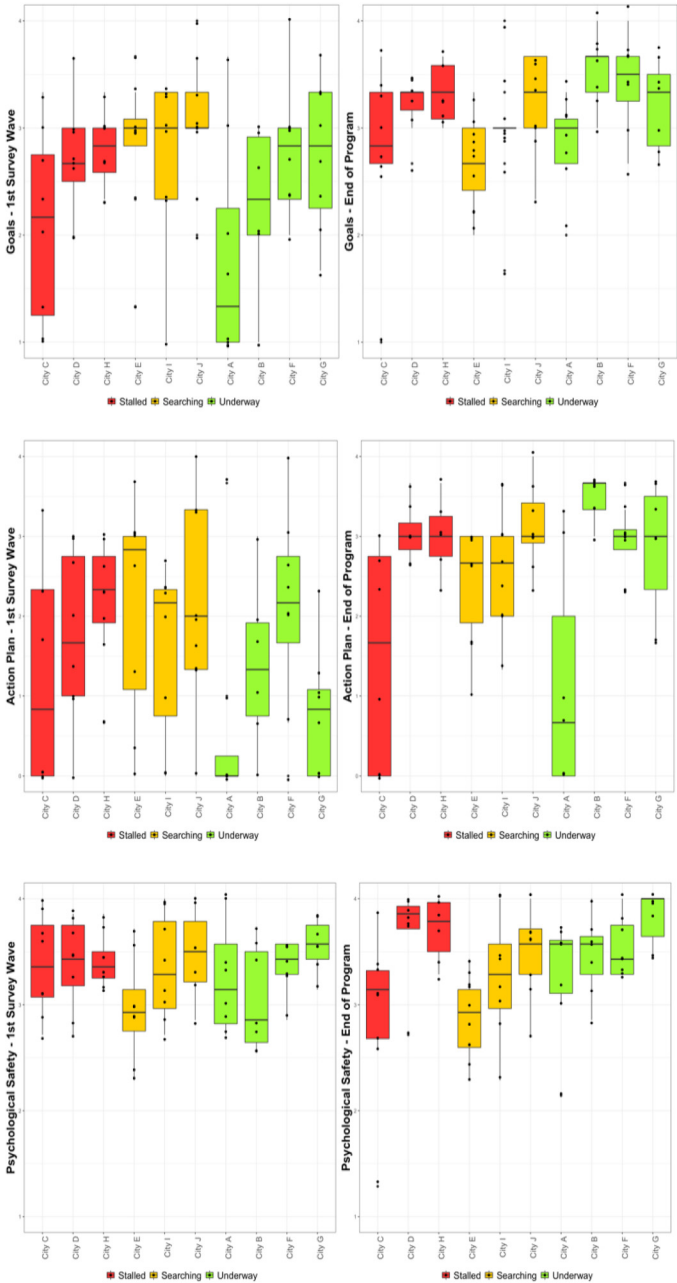 Goals - 1st Survey Wave
4
3
2
1
City C
City D
City H
City E
City I
City J
City A
City B
City F
City G
Stalled Searching Underway
Goals - End of Program
4
3
2
1
City C
City D
City H
City E
City I
City J
City A
City B
City F
City G
Stalled Searching Underway
Action Plan - 1st Survey Wave
4
3
2
1
0
City C
City D
City H
City E
City I
City J
City A
City B
City F
City G
Stalled Searching Underway
Action Plan - End of Program
4
3
2
1
0
City C
City D
City H
City E
City I
City J
City A
City B
City F
City G
Stalled Searching Underway
Psychological Safety - 1st Survey Wave
4
3
2
1
City C
City D
City H
City E
City I
City J
City A
City B
City F
City G
Stalled Searching Underway
Psychological Safety - End of Program
4
3
2
1
City C
City D
City H
City E
City I
City J
City A
City B
City F
City G
Stalled Searching Underway